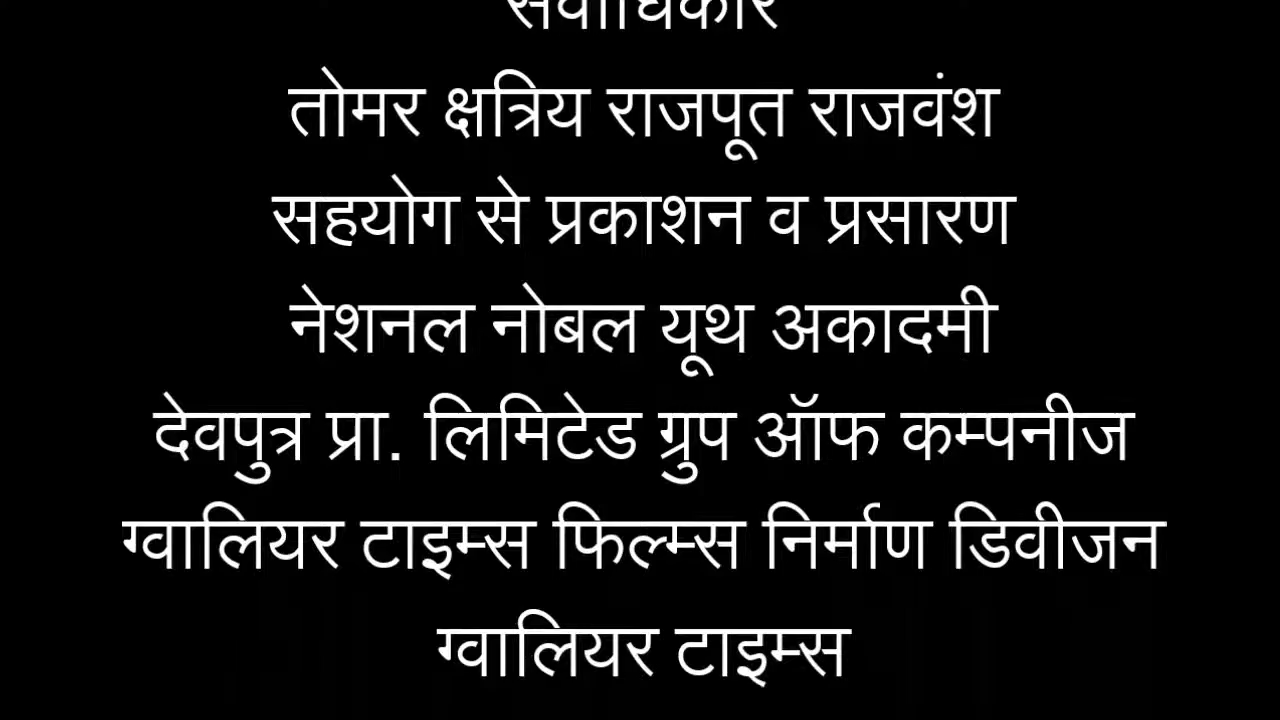 सर्वाधिकार
तोमर क्षत्रिय राजपूत राजवंश
सहयोग से प्रकाशन व प्रसारण
नेशनल नोबल यूथ अकादमी
देवपुत्र प्रा. लिमिटेड ग्रुप ऑफ कम्पनीज
ग्वालियर टाइम्स फिल्म्स निर्माण डिवीजन
ग्वालियर टाइम्स